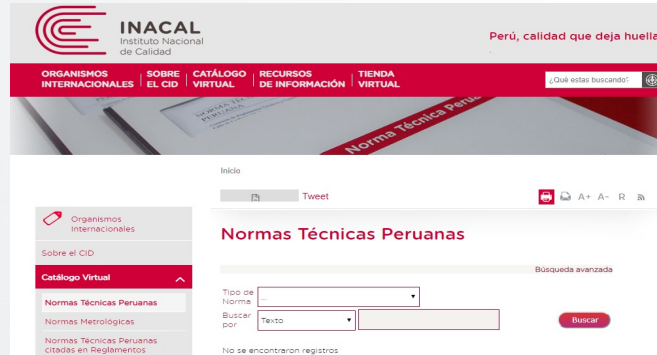 INACAL
Instituto Nacional
de Calidad
Perú, calidad que deja huella
ORGANISMOS INTERNACIONALES
SOBRE EL CID
CATÁLOGO VIRTUAL
RECURSOS DE INFORMACIÓN
TIENDA VIRTUAL
¿Qué estas buscando?
NORMA TÉCNICA
PERUANA
Norma Técnica Peru
Inicio
Tweet
A+ A- R
Organismos
Internacionales
Sobre el CID
Catálogo Virtual
Normas Técnicas Peruanas
Normas Metrológicas
Normas Técnicas Peruanas
citadas en Reglamentos
Normas Técnicas Peruanas
Búsqueda avanzada
Tipo de
Norma
...
Buscar
por
Texto
Buscar
No se encontraron registros